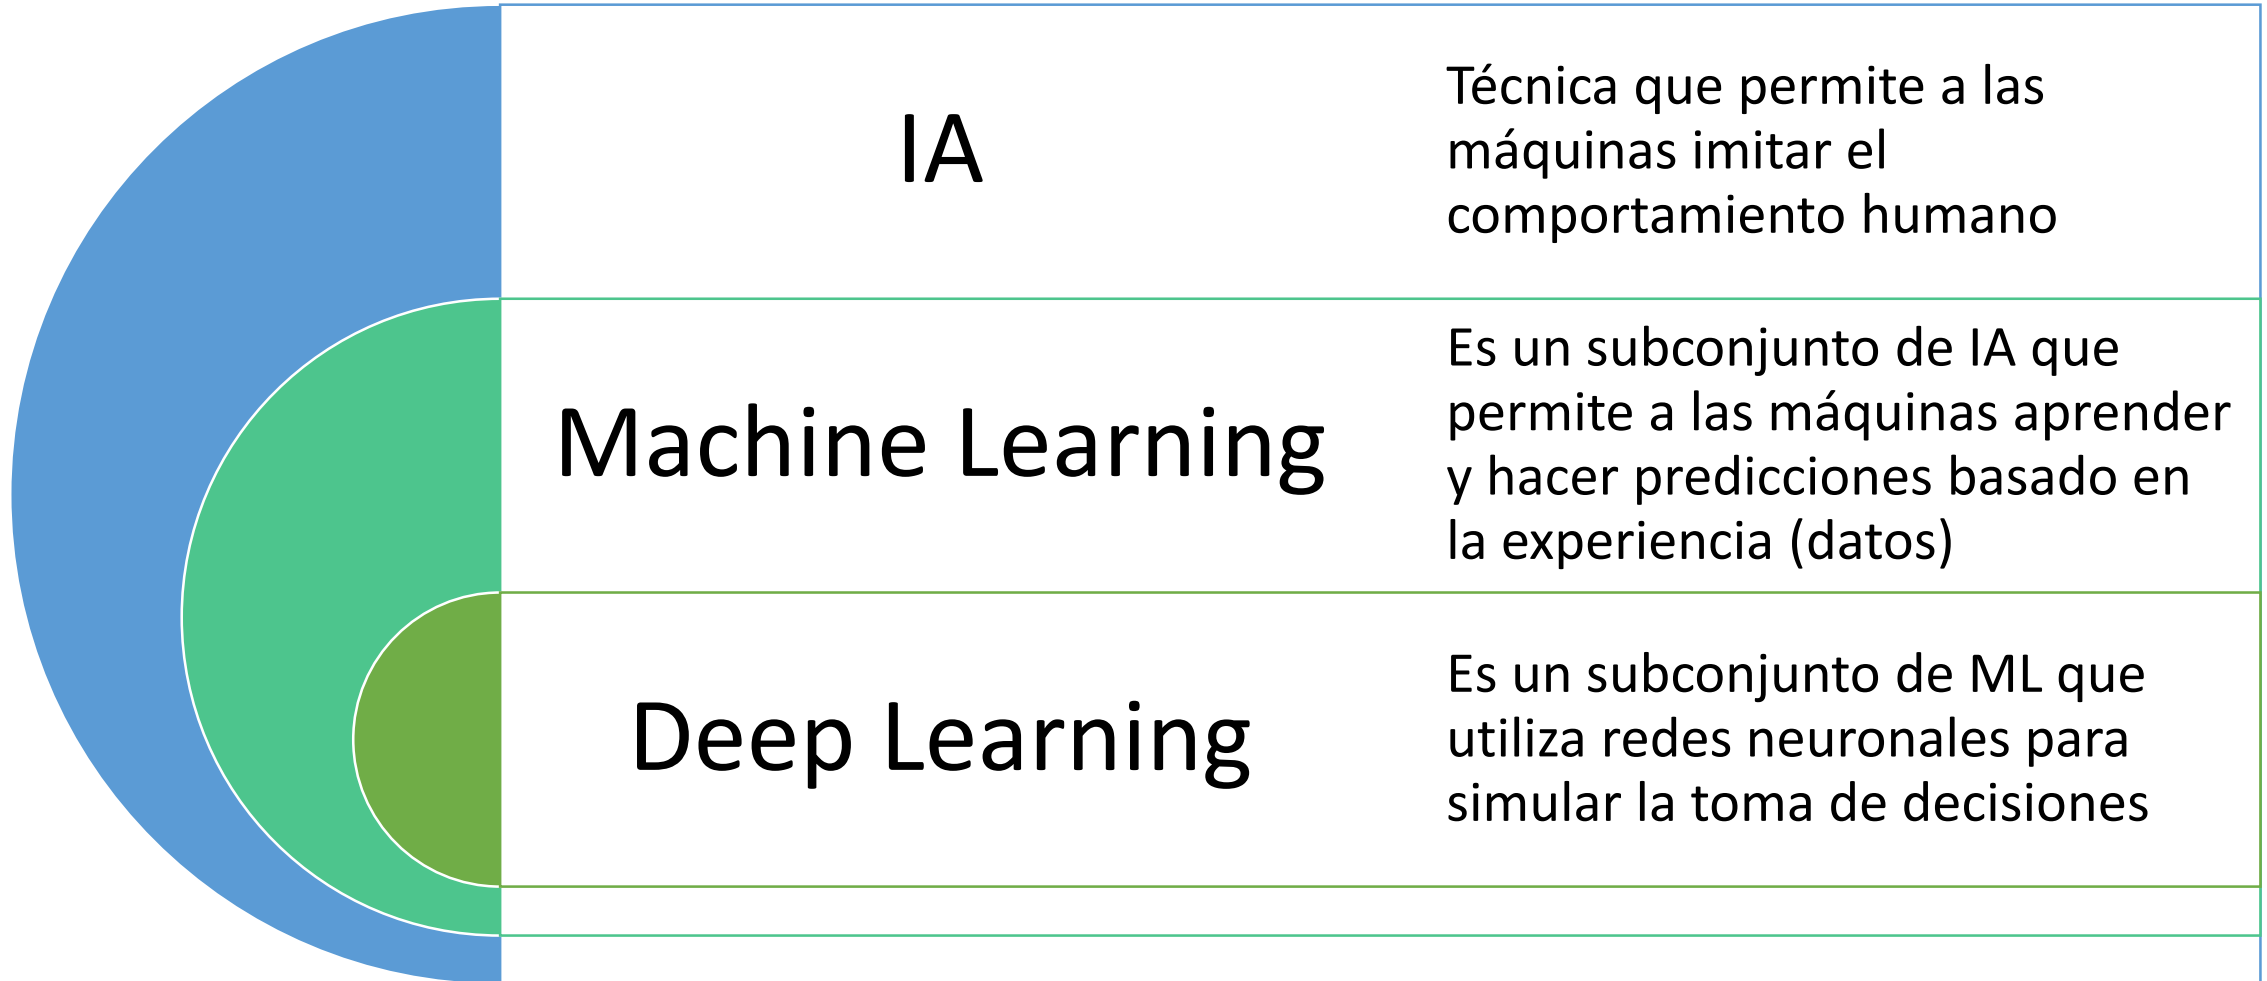 IA
Técnica que permite a las
máquinas imitar el
comportamiento humano
Machine Learning
Es un subconjunto de IA que
permite a las máquinas aprender
y hacer predicciones basado en
la experiencia (datos)
Deep Learning
Es un subconjunto de ML que
utiliza redes neuronales para
simular la toma de decisiones